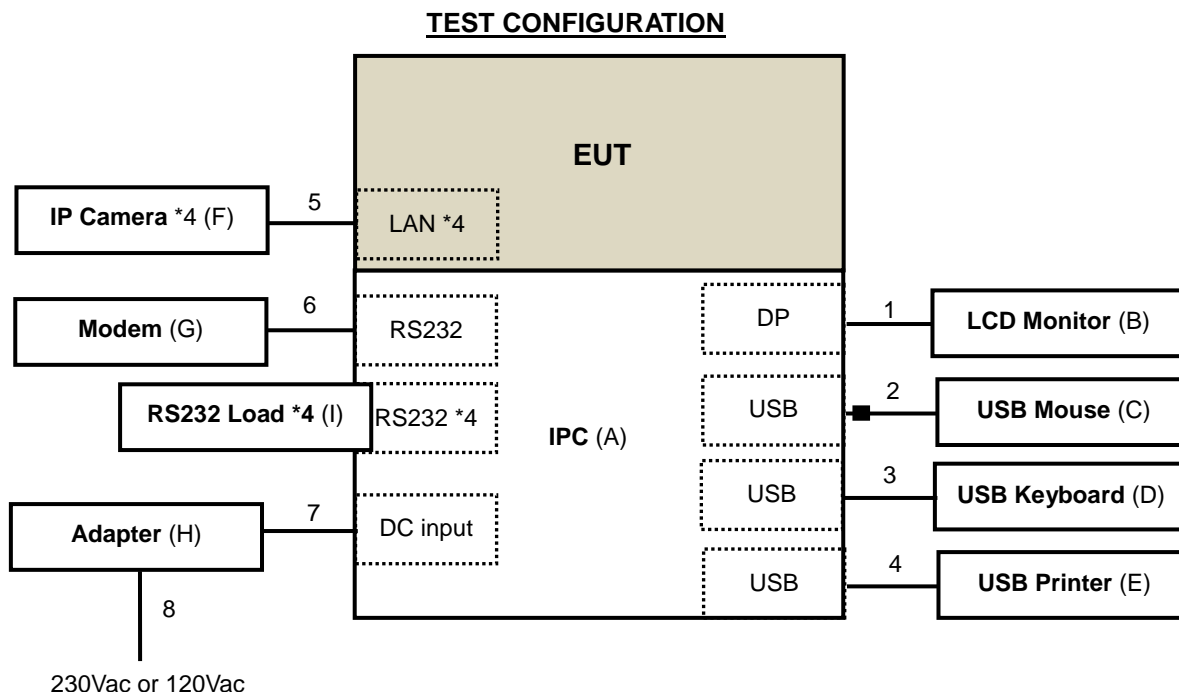 TEST CONFIGURATION
EUT
IP Camera *4 (F)
5
LAN *4
Modem (G)
6
RS232
DP
1
LCD Monitor (B)
RS232 Load *4 (I)
RS232 *4
IPC (A)
USB
2
USB Mouse (C)
USB
3
USB Keyboard (D)
Adapter (H)
7
DC input
USB
4
USB Printer (E)
8
230Vac or 120Vac